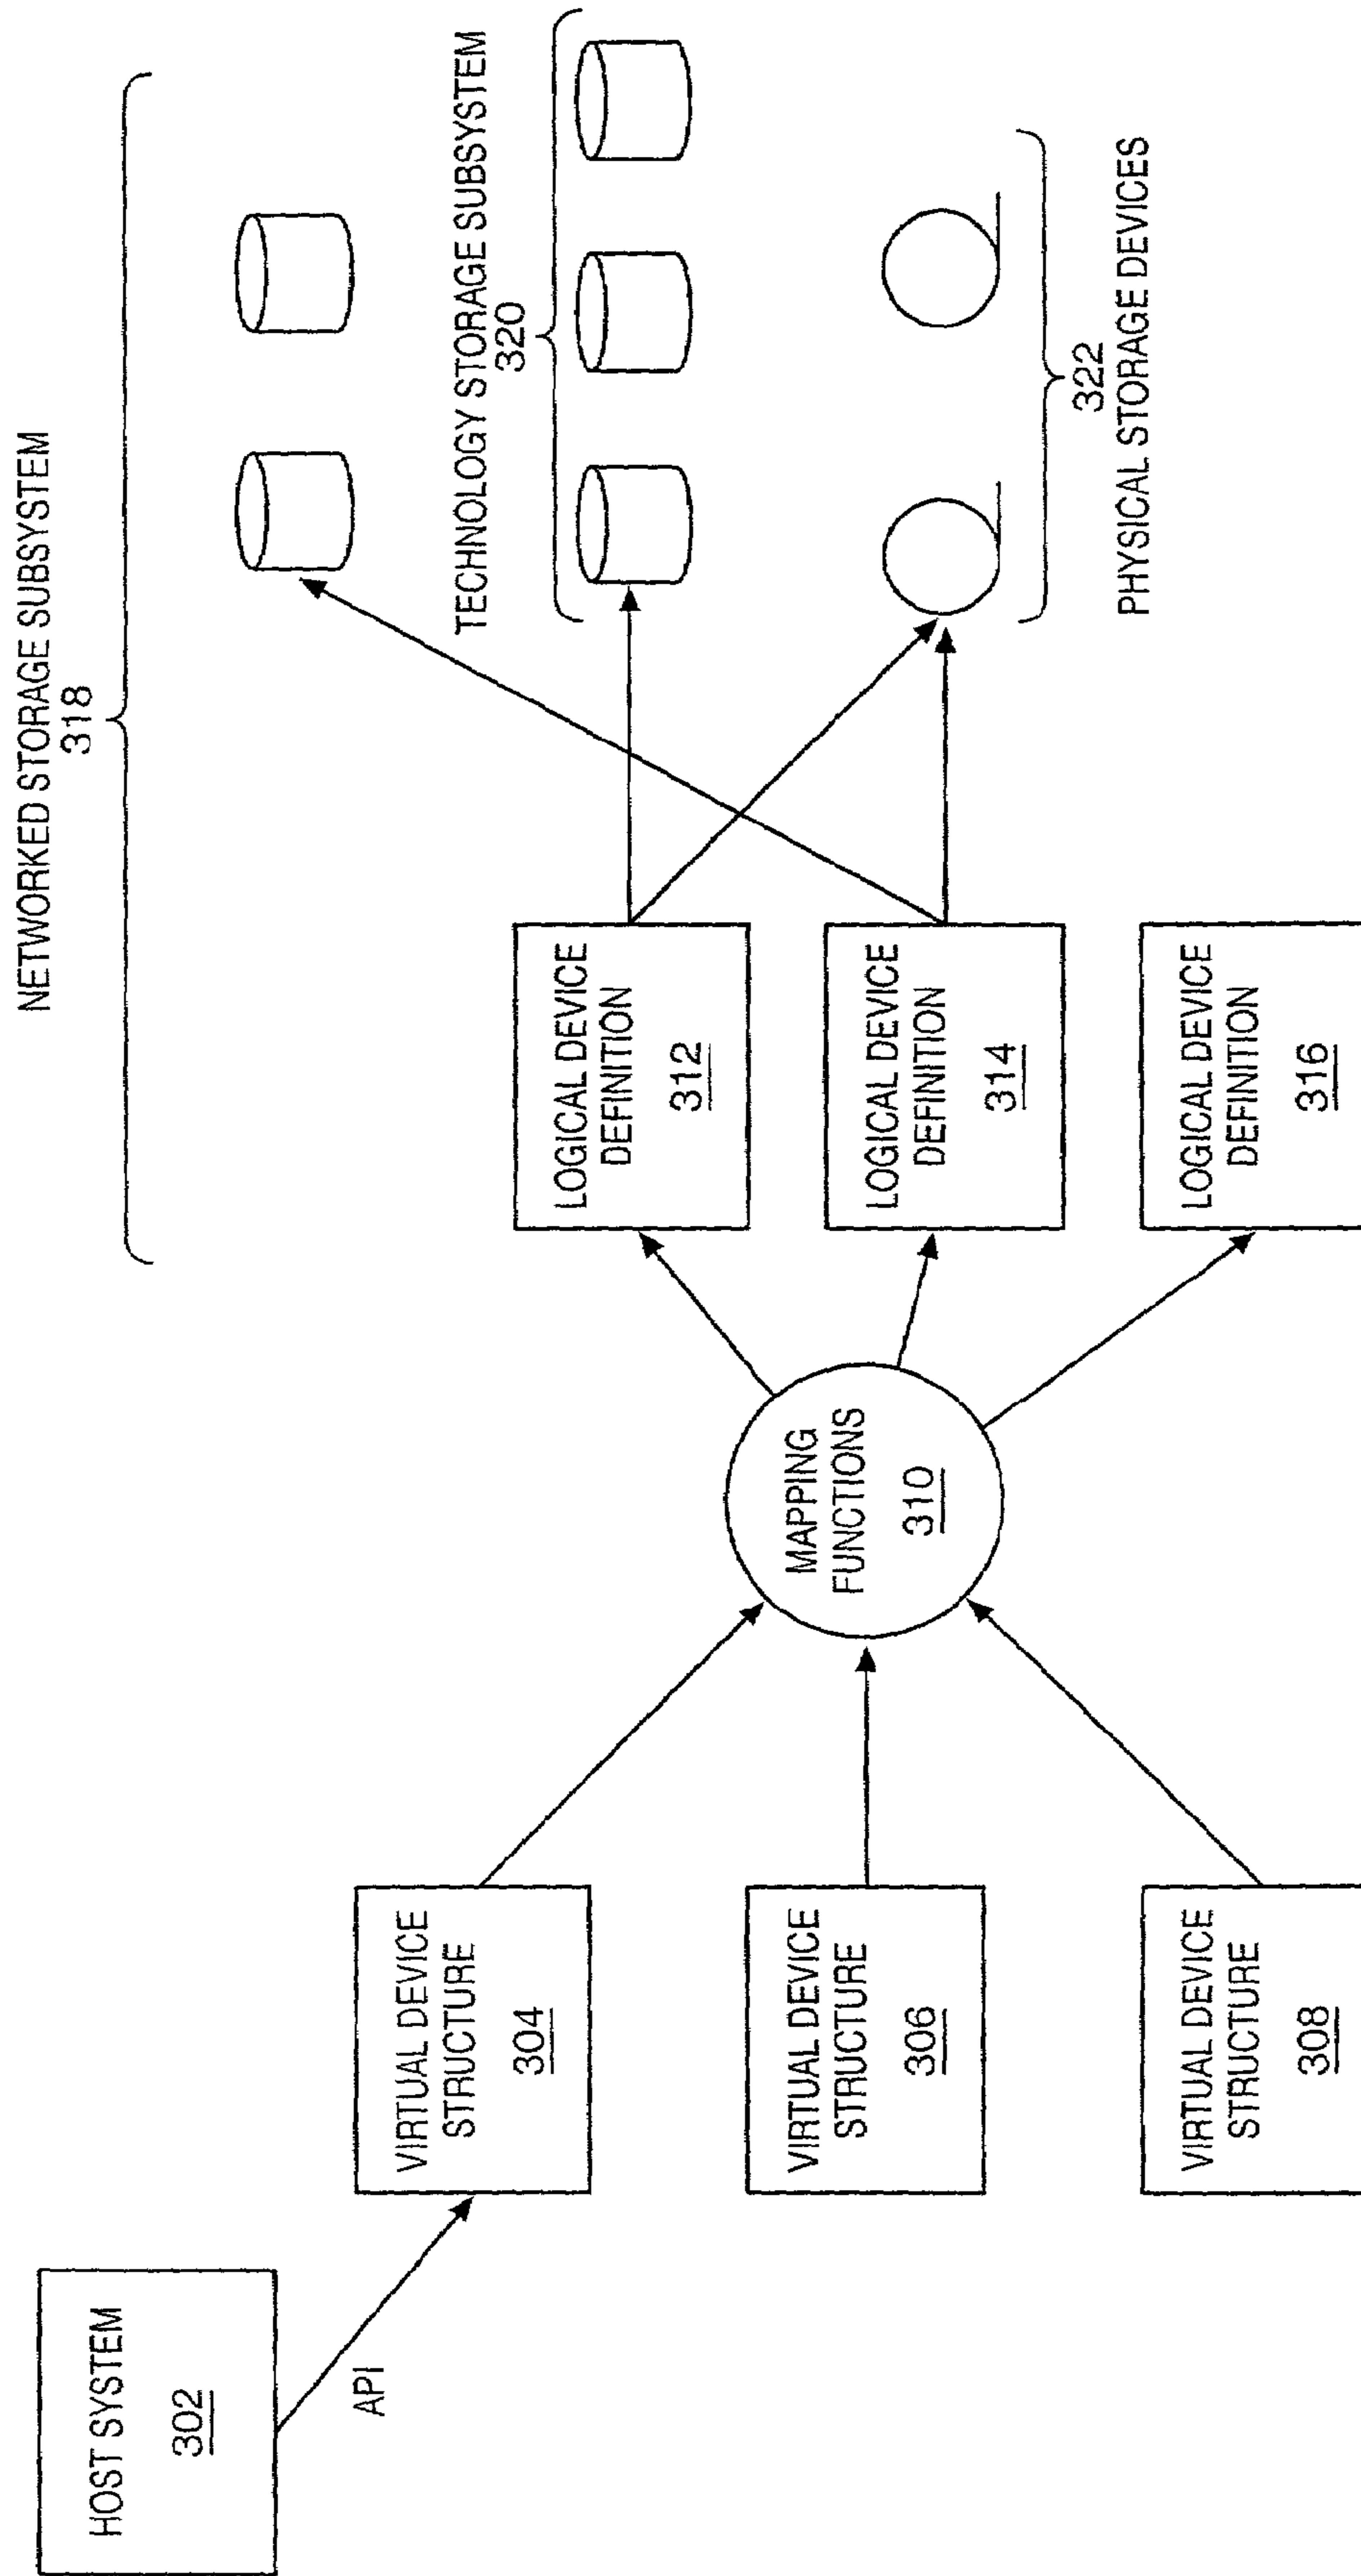 NETWORKED STORAGE SUBSYSTEM
318
HOST SYSTEM
302
API
VIRTUAL DEVICE
STRUCTURE
304
VIRTUAL DEVICE
STRUCTURE
306
VIRTUAL DEVICE
STRUCTURE
308
MAPPING
FUNCTIONS
310
LOGICAL DEVICE
DEFINITION
312
LOGICAL DEVICE
DEFINITION
314
LOGICAL DEVICE
DEFINITION
316
TECHNOLOGY STORAGE SUBSYSTEM
320
322
PHYSICAL STORAGE DEVICES